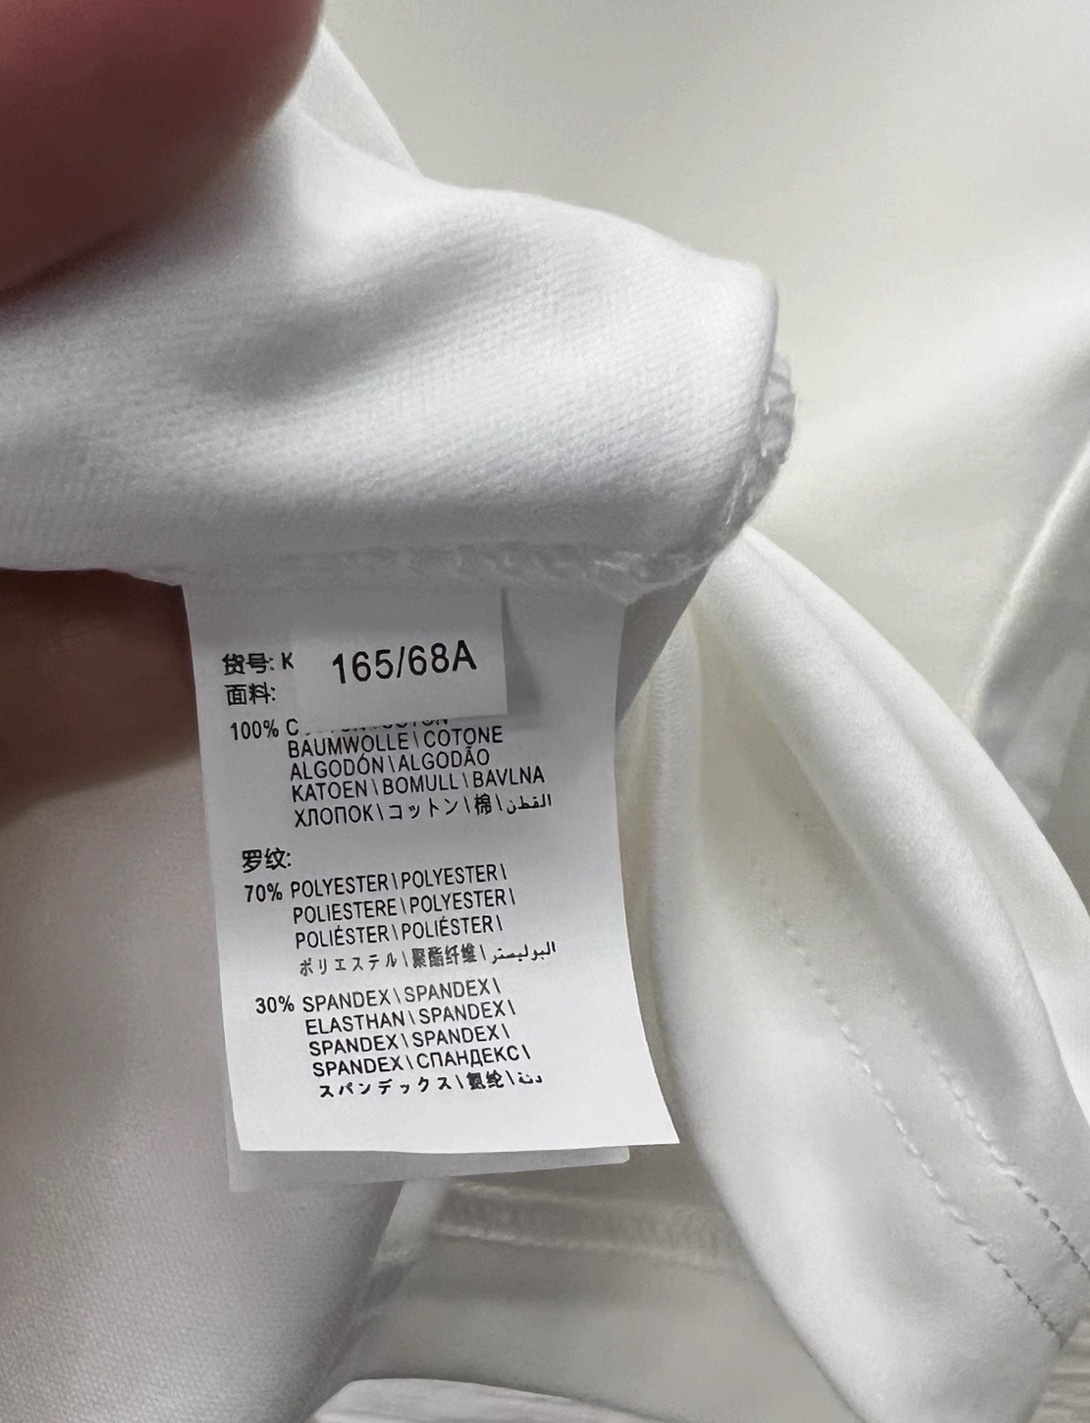 货号: K
165/68A
面料:
100% C
BAUMWOLLE\COTONE
ALGODÓN\ALGODÃO
KATOEN\BOMULL\BAVLNA
ХЛОПОК\コットン\棉\القطن
罗纹:
70% POLYESTER\POLYESTER\
POLIESTERE\POLYESTER\
POLIÉSTER\POLIÉSTER\
ポリエステル\聚酯纤维\البوليستر
30% SPANDEX\SPANDEX\
ELASTHAN\SPANDEX\
SPANDEX\SPANDEX\
SPANDEX\СПАНДЕКС\
スパンデックス\氨纶\دنة